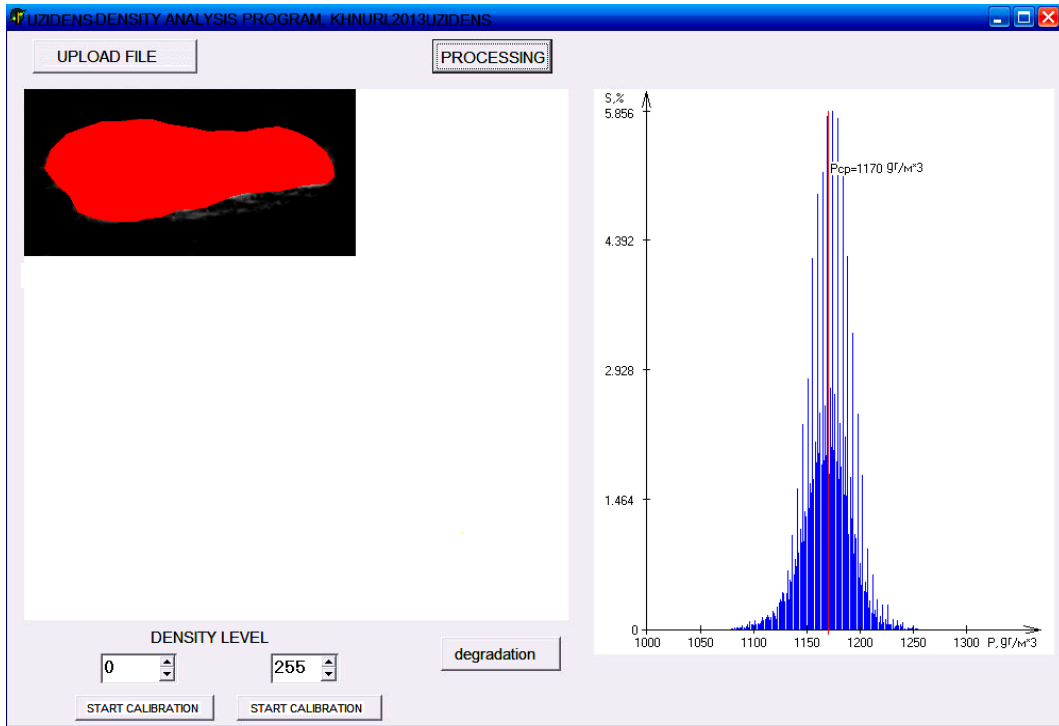 UZIDENS-DENSITY ANALYSIS PROGRAM, KHNURL2013UZIDENS
UPLOAD FILE
PROCESSING
S,%
5.856
Pcp=1170 gr/м*3
4.392
2.928
1.464
0
1000 1050 1100 1150 1200 1250 1300 P, gr/м*3
DENSITY LEVEL
0 255
degradation
START CALIBRATION START CALIBRATION